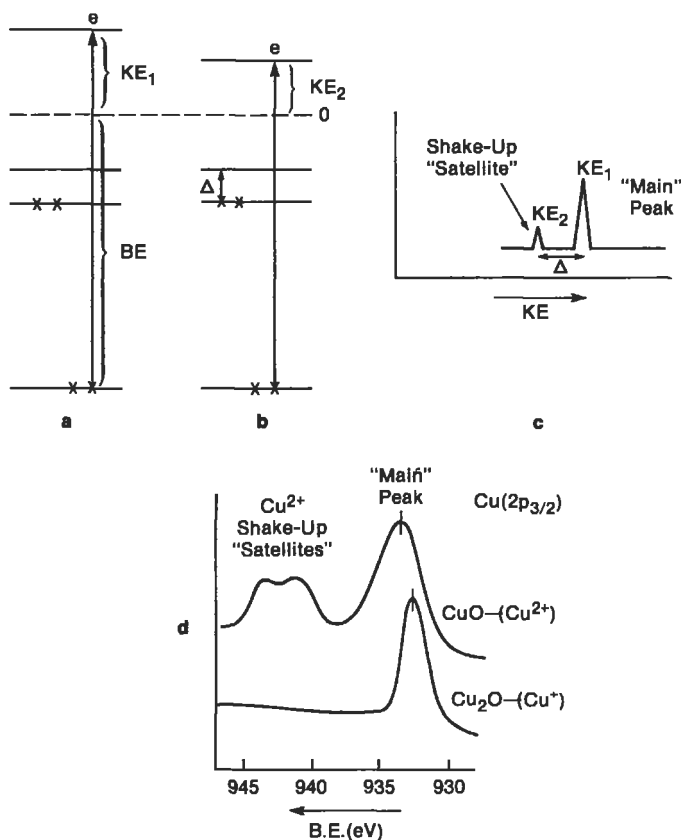 e
KE1
BE
a
e
KE2
0
Δ
b
Shake-Up
"Satellite"
KE2
KE1
"Main"
Peak
Δ
KE
c
Cu2+
Shake-Up
"Satellites"
"Main"
Peak
Cu(2p3/2)
d
CuO–(Cu2+)
Cu2O–(Cu+)
945 940 935 930
B.E.(eV)